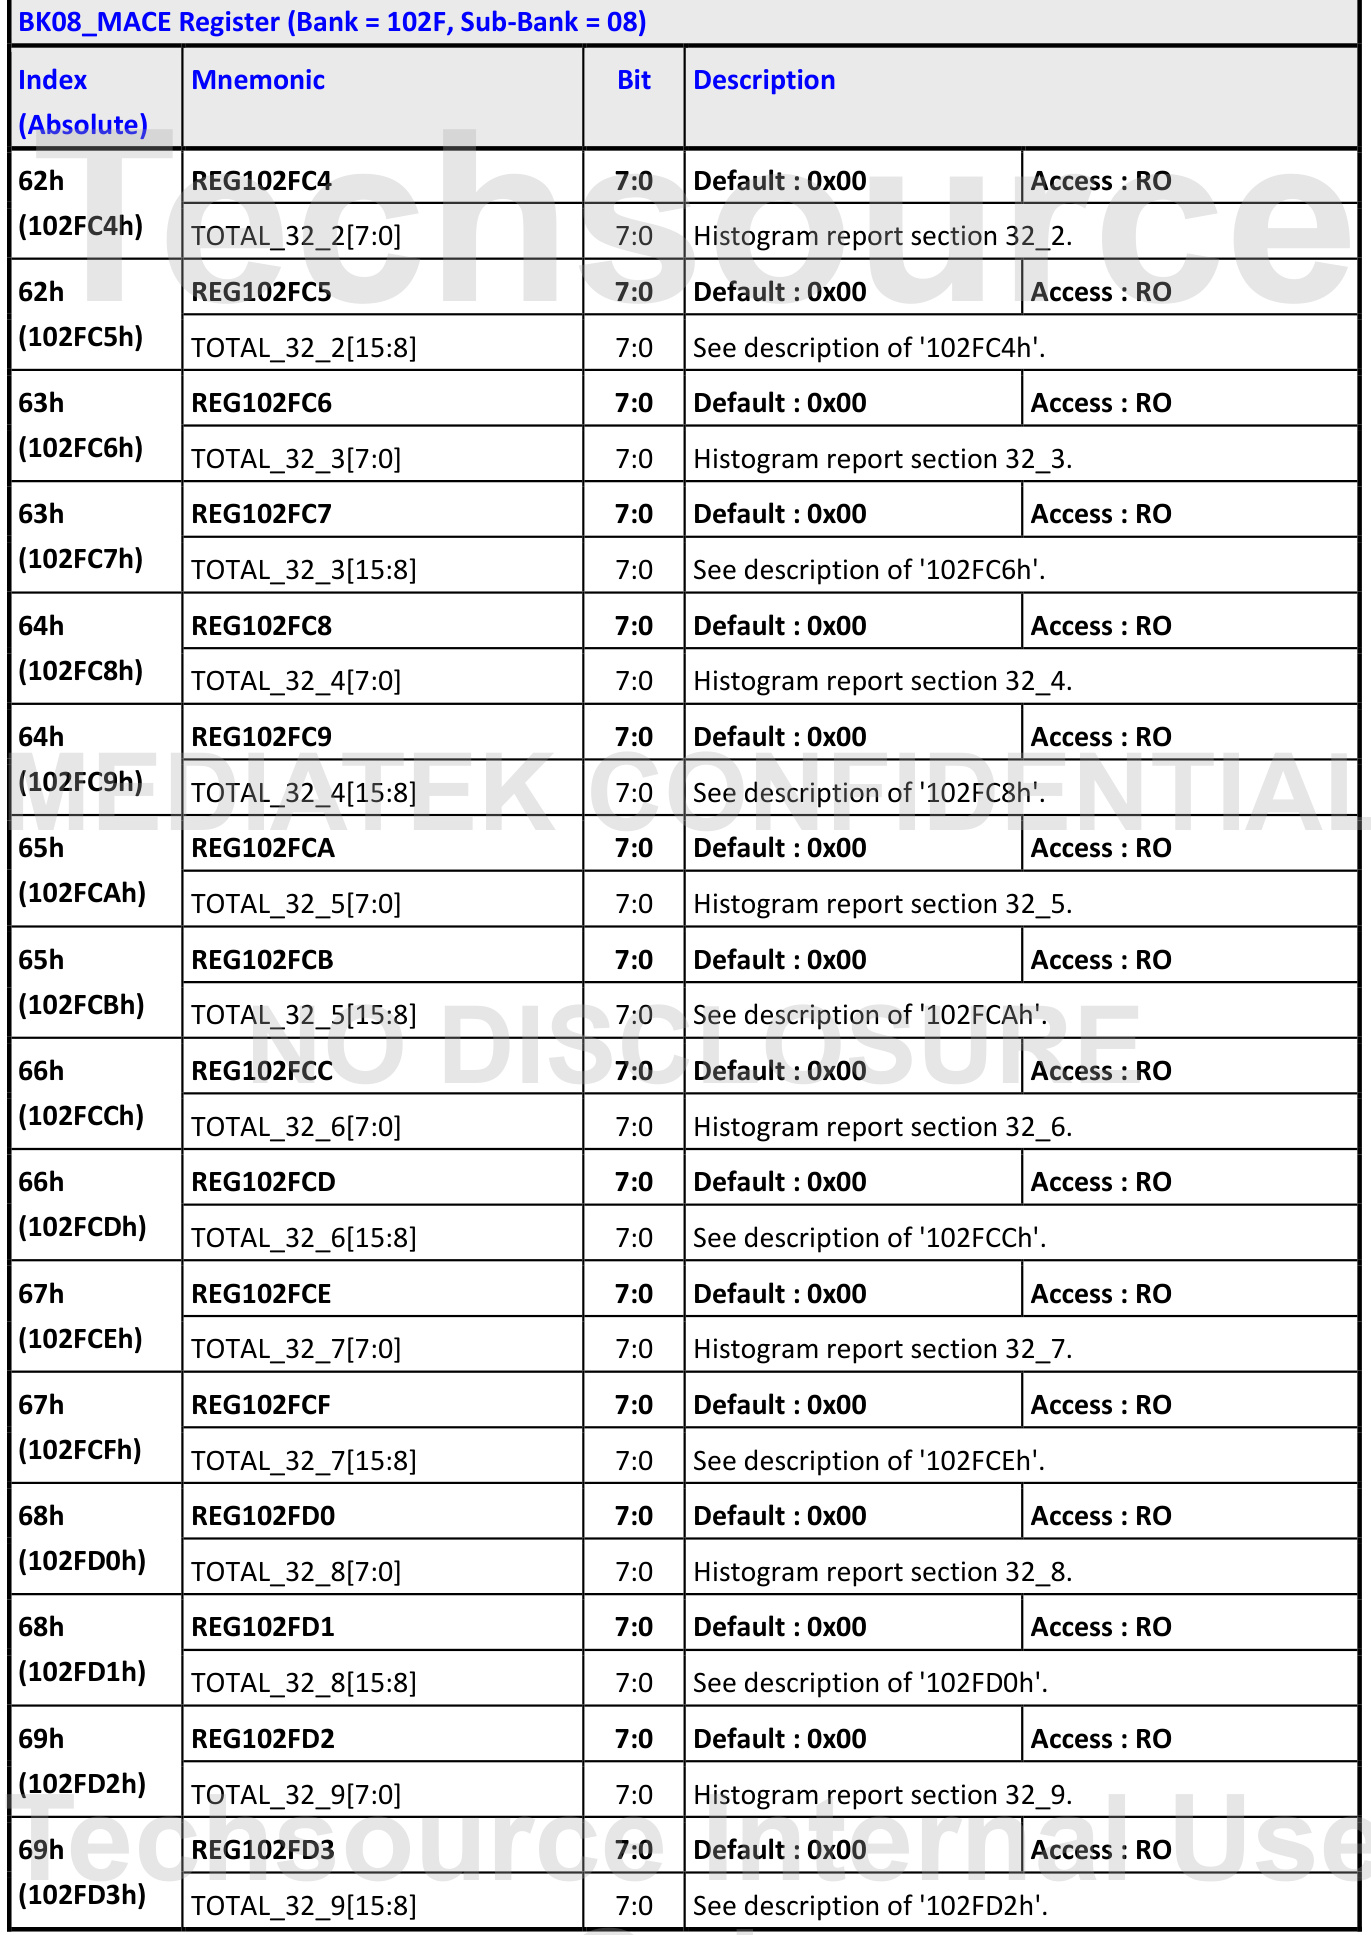 BK08_MACE Register (Bank = 102F, Sub-Bank = 08)
Index (Absolute) Mnemonic Bit Description
62h (102FC4h) REG102FC4 7:0 Default : 0x00 Access : RO
TOTAL_32_2[7:0] 7:0 Histogram report section 32_2.
62h (102FC5h) REG102FC5 7:0 Default : 0x00 Access : RO
TOTAL_32_2[15:8] 7:0 See description of '102FC4h'.
63h (102FC6h) REG102FC6 7:0 Default : 0x00 Access : RO
TOTAL_32_3[7:0] 7:0 Histogram report section 32_3.
63h (102FC7h) REG102FC7 7:0 Default : 0x00 Access : RO
TOTAL_32_3[15:8] 7:0 See description of '102FC6h'.
64h (102FC8h) REG102FC8 7:0 Default : 0x00 Access : RO
TOTAL_32_4[7:0] 7:0 Histogram report section 32_4.
64h (102FC9h) REG102FC9 7:0 Default : 0x00 Access : RO
TOTAL_32_4[15:8] 7:0 See description of '102FC8h'.
65h (102FCAh) REG102FCA 7:0 Default : 0x00 Access : RO
TOTAL_32_5[7:0] 7:0 Histogram report section 32_5.
65h (102FCBh) REG102FCB 7:0 Default : 0x00 Access : RO
TOTAL_32_5[15:8] 7:0 See description of '102FCAh'.
66h (102FCCh) REG102FCC 7:0 Default : 0x00 Access : RO
TOTAL_32_6[7:0] 7:0 Histogram report section 32_6.
66h (102FCDh) REG102FCD 7:0 Default : 0x00 Access : RO
TOTAL_32_6[15:8] 7:0 See description of '102FCCh'.
67h (102FCEh) REG102FCE 7:0 Default : 0x00 Access : RO
TOTAL_32_7[7:0] 7:0 Histogram report section 32_7.
67h (102FCFh) REG102FCF 7:0 Default : 0x00 Access : RO
TOTAL_32_7[15:8] 7:0 See description of '102FCEh'.
68h (102FD0h) REG102FD0 7:0 Default : 0x00 Access : RO
TOTAL_32_8[7:0] 7:0 Histogram report section 32_8.
68h (102FD1h) REG102FD1 7:0 Default : 0x00 Access : RO
TOTAL_32_8[15:8] 7:0 See description of '102FD0h'.
69h (102FD2h) REG102FD2 7:0 Default : 0x00 Access : RO
TOTAL_32_9[7:0] 7:0 Histogram report section 32_9.
69h (102FD3h) REG102FD3 7:0 Default : 0x00 Access : RO
TOTAL_32_9[15:8] 7:0 See description of '102FD2h'.
Techsource
MEDIATEK CONFIDENTIAL
NO DISCLOSURE
Techsource Internal Use